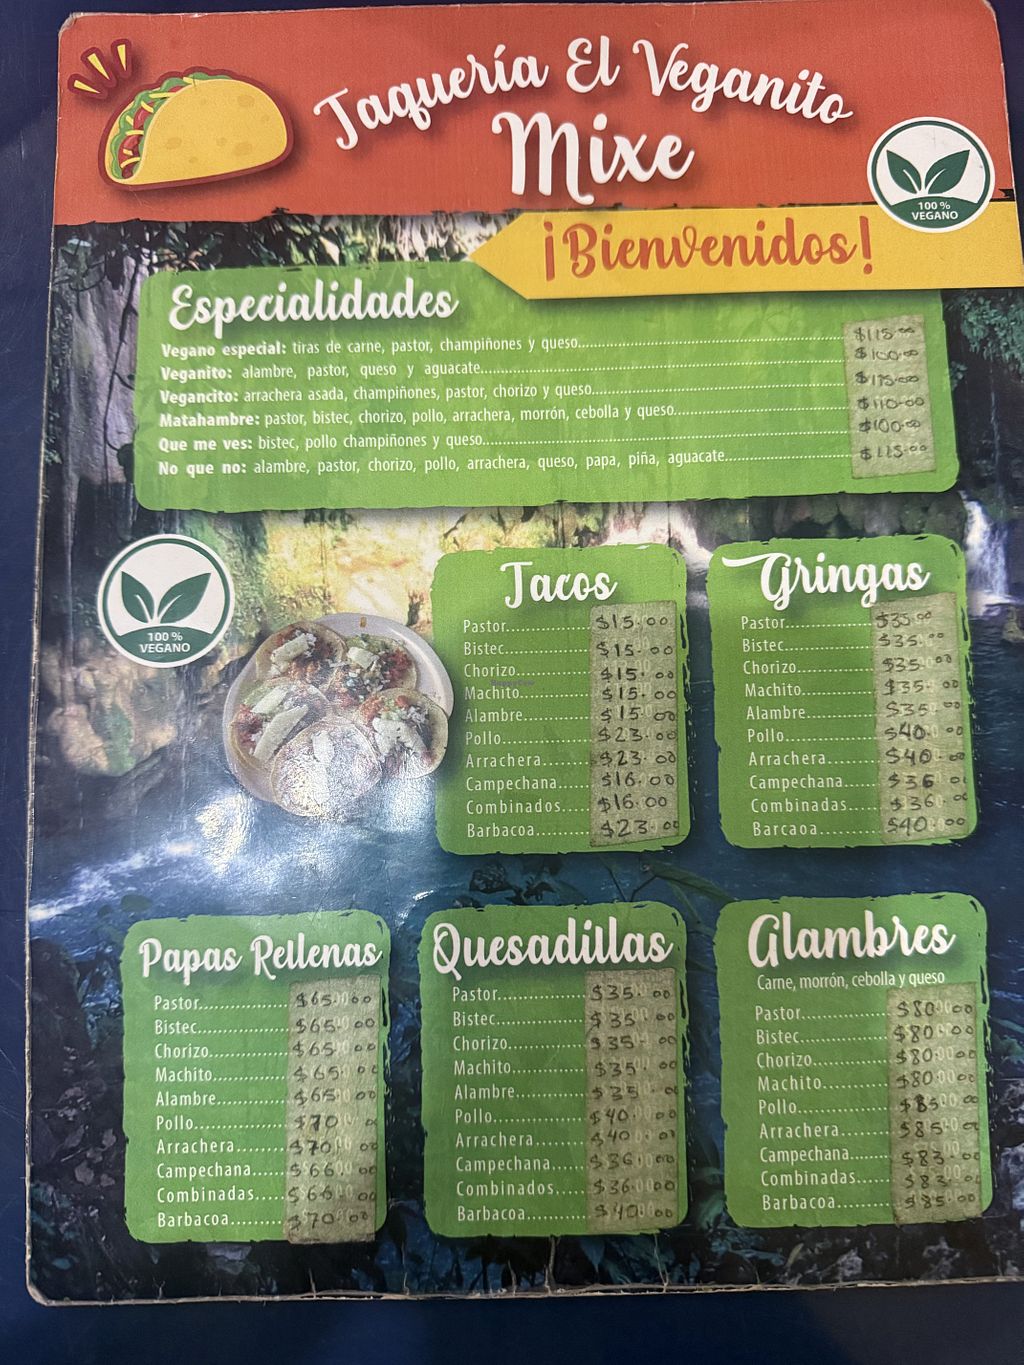 Taquería El Veganito
Mixe
100 %
VEGANO
¡Bienvenidos!
Especialidades
Vegano especial: tiras de carne, pastor, champiñones y queso $115.00
Veganito: alambre, pastor, queso y aguacate $100.00
Vegancito: arrachera asada, champiñones, pastor, chorizo y queso
Matahambre: pastor, bistec, chorizo, pollo, arrachera, morrón, cebolla y queso $110.00
Que me ves: bistec, pollo champiñones y queso $100.00
No que no: alambre, pastor, chorizo, pollo, arrachera, queso, papa, piña, aguacate
100 %
VEGANO
Tacos
Pastor $15.00
Bistec $15.00
Chorizo $15.00
Machito $15.00
Alambre $15.00
Pollo $23.00
Arrachera $23.00
Campechana $16.00
Combinados $16.00
Barbacoa $23.00
Gringas
Pastor $35.00
Bistec $35.00
Chorizo $35.00
Machito $35.00
Alambre $35.00
Pollo $40.00
Arrachera $40.00
Campechana $36.00
Combinadas $36.00
Barcaoa $40.00
Papas Rellenas
Pastor $65.00
Bistec $65.00
Chorizo $65.00
Machito $65.00
Alambre $65.00
Pollo $70.00
Arrachera $70.00
Campechana $66.00
Combinadas $66.00
Barbacoa $70.00
Quesadillas
Pastor $35.00
Bistec $35.00
Chorizo $35.00
Machito $35.00
Alambre $35.00
Pollo $40.00
Arrachera $40.00
Campechana $36.00
Combinados $36.00
Barbacoa $40.00
Alambres
Carne, morrón, cebolla y queso
Pastor $80.00
Bistec $80.00
Chorizo $80.00
Machito $80.00
Pollo $85.00
Arrachera $85.00
Campechana $83.00
Combinadas $83.00
Barbacoa $85.00